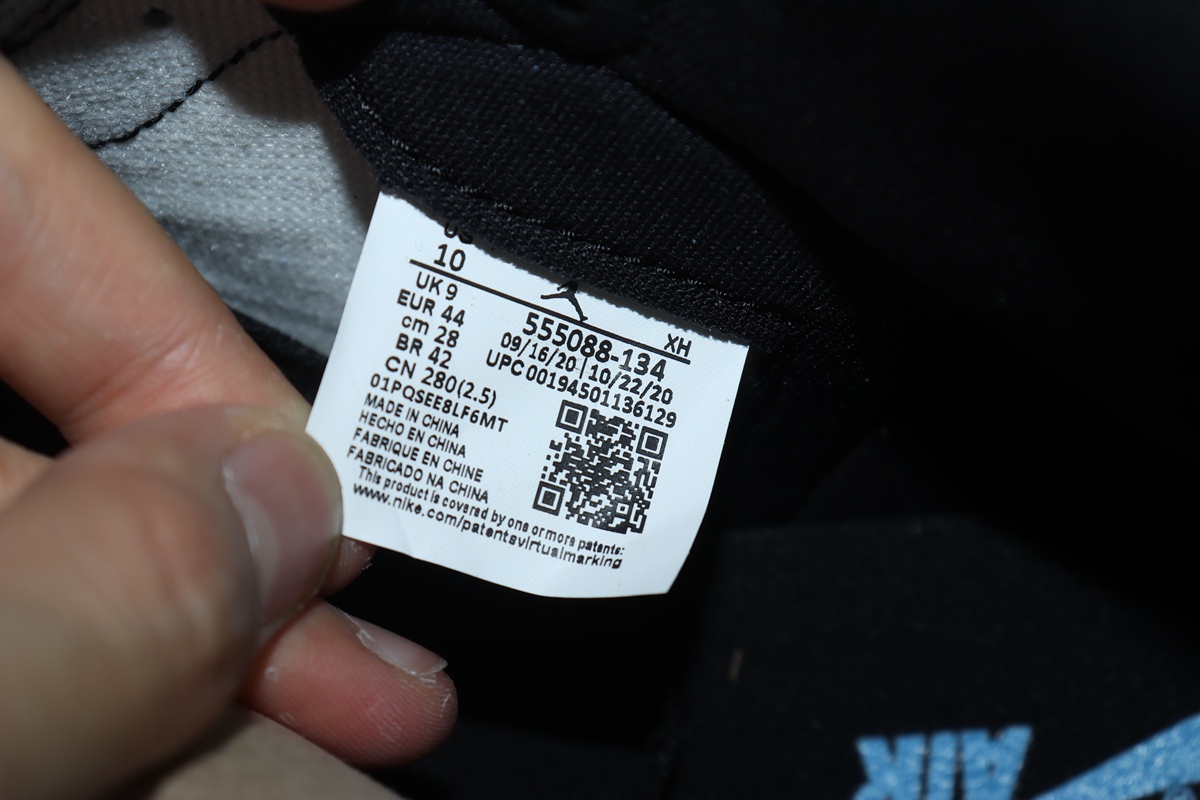 US
10
UK 9
EUR 44
cm 28
BR 42
CN 280(2.5)
XH
555088-134
09/16/20 | 10/22/20
UPC 00194501136129
01PQSEE8LF6MT
MADE IN CHINA
HECHO EN CHINA
FABRIQUE EN CHINE
FABRICADO NA CHINA
This product is covered by one or more patents:
www.nike.com/patentsvirtualmarking